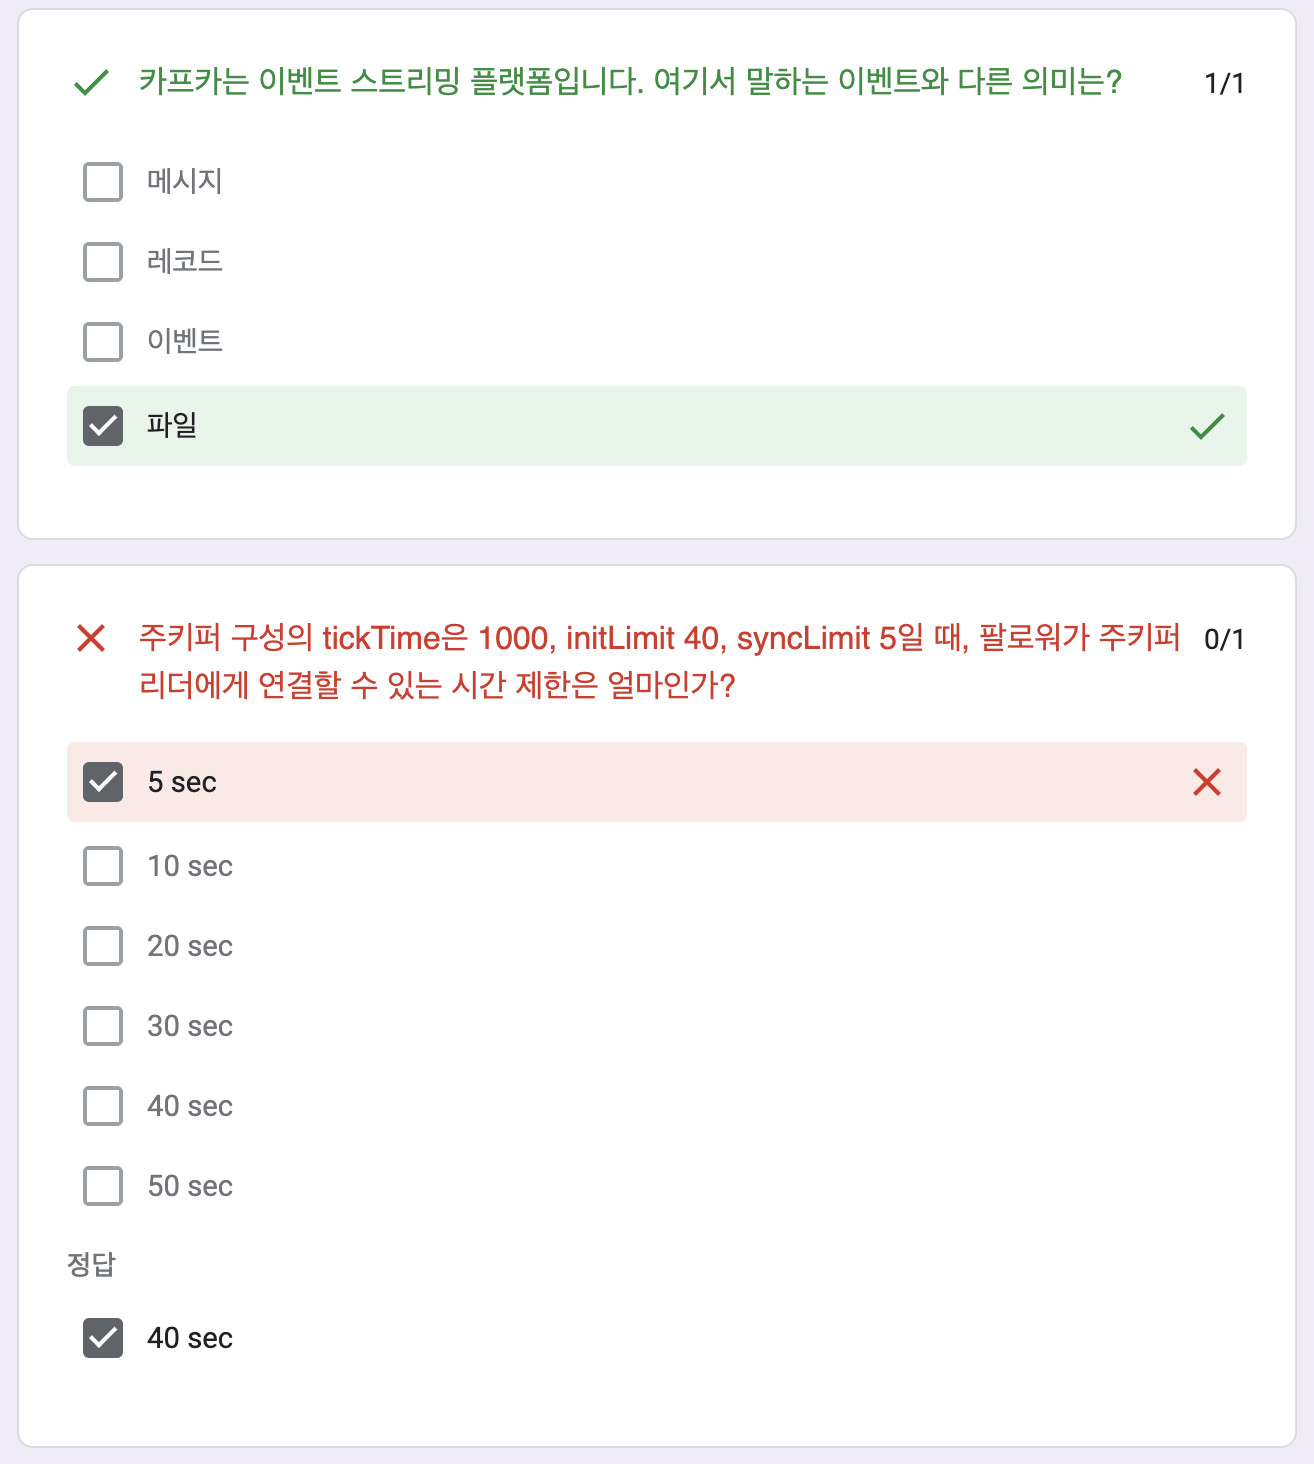 카프카는 이벤트 스트리밍 플랫폼입니다. 여기서 말하는 이벤트와 다른 의미는? 1/1
메시지
레코드
이벤트
파일
주키퍼 구성의 tickTime은 1000, initLimit 40, syncLimit 5일 때, 팔로워가 주키퍼 0/1
리더에게 연결할 수 있는 시간 제한은 얼마인가?
5 sec
10 sec
20 sec
30 sec
40 sec
50 sec
정답
40 sec